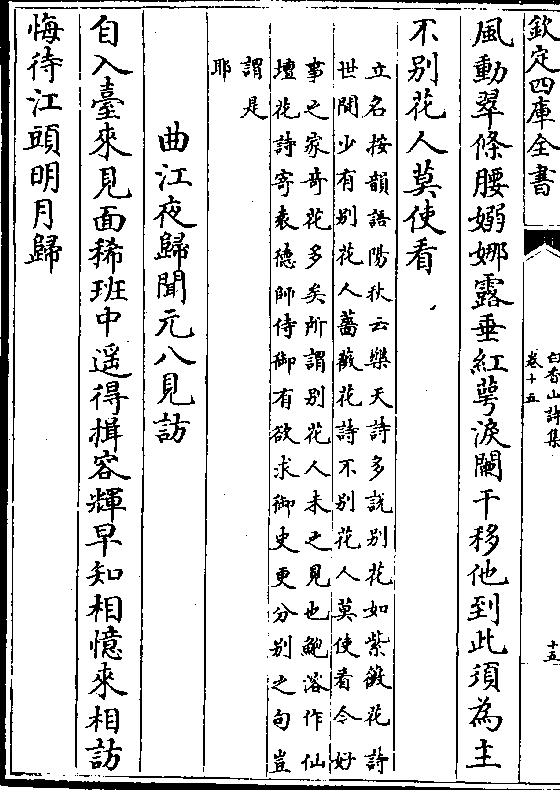 欽定四庫全書
白香山詩集
卷十五
十五
風動翠條腰嫋娜露垂紅萼淚闌干移他到此須為主
不别花人莫使看
立名按韻語陽秋云樂天詩多説别花如紫薇花詩
世間少有别花人薔薇花詩不别花人莫使看今好
事之家竒花多矣所謂别花人未之見也鮑溶作仙
壇花詩寄袁德師侍御有欲求御史更分别之句豈
謂是
耶
曲江夜歸聞元八見訪
自入臺來見面稀班中遥得揖容輝早知相憶來相訪
悔待江頭明月歸